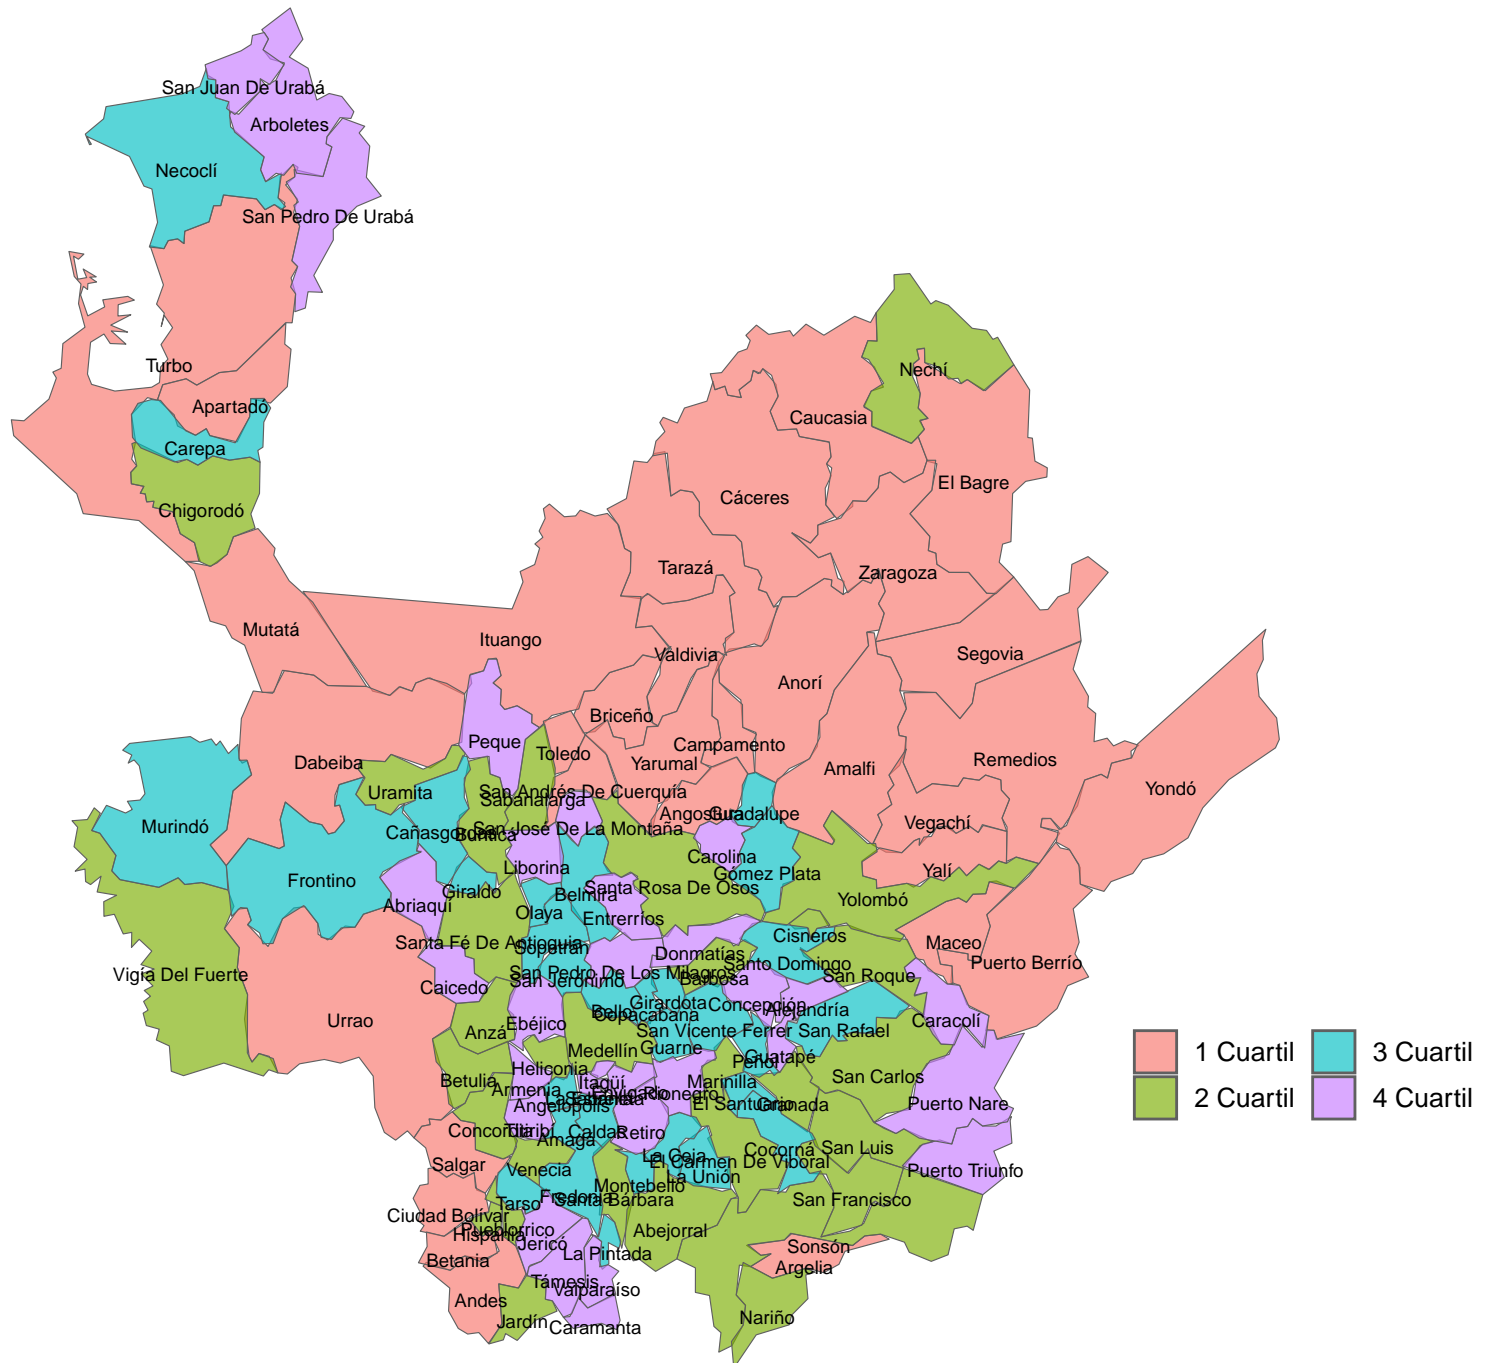 San Juan De Urabá
Arboletes
Necoclí
San Pedro De Urabá
Turbo
Nechí
Apartadó
Caucasia
Carepa
El Bagre
Cáceres
Chigorodó
Tarazá
Zaragoza
Mutatá
Ituango
Valdivia
Segovia
Anorí
Briceño
Peque
Campamento
Toledo
Dabeiba
Yarumal
Remedios
Amalfi
Yondó
Uramita
San Andrés De Cuerquía
Sabanalarga
Angostura
Guadalupe
Vegachí
Murindó
Cañasgordas
Buriticá
San José De La Montaña
Carolina
Liborina
Gómez Plata
Yalí
Frontino
Giraldo
Belmira
Santa Rosa De Osos
Yolombó
Abriaquí
Olaya
Entrerríos
Cisneros
Santa Fé De Antioquia
Sopetrán
Maceo
Donmatías
Santo Domingo
Puerto Berrío
Vigía Del Fuerte
San Pedro De Los Milagros
San Jerónimo
Barbosa
San Roque
Caicedo
Girardota
Concepción
Bello
Copacabana
Alejandría
Urrao
Ebéjico
Anzá
San Vicente Ferrer
San Rafael
Caracolí
Guarne
Medellín
Peñol
Guatapé
Heliconia
Betulia
Armenia
Itagüí
Envigado
Rionegro
Marinilla
San Carlos
1 Cuartil
3 Cuartil
La Estrella
Sabaneta
Angelópolis
El Santuario
Granada
Puerto Nare
2 Cuartil
4 Cuartil
Concordia
Titiribí
Amagá
Caldas
Retiro
Salgar
Venecia
La Ceja
El Carmen De Viboral
Cocorná
San Luis
La Unión
Puerto Triunfo
Montebello
Tarso
Fredonia
Santa Bárbara
San Francisco
Ciudad Bolívar
Pueblorrico
Hispania
Jericó
La Pintada
Abejorral
Sonsón
Betania
Argelia
Támesis
Valparaíso
Andes
Jardín
Caramanta
Nariño